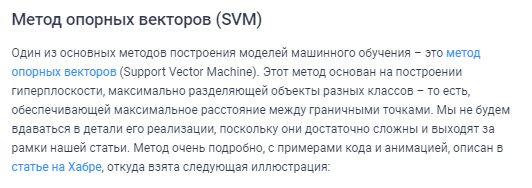 Метод опорных векторов (SVM)
Один из основных методов построения моделей машинного обучения – это метод
опорных векторов (Support Vector Machine). Этот метод основан на построении
гиперплоскости, максимально разделяющей объекты разных классов – то есть,
обеспечивающей максимальное расстояние между граничными точками. Мы не будем
вдаваться в детали его реализации, поскольку они достаточно сложны и выходят за
рамки нашей статьи. Метод очень подробно, с примерами кода и анимацией, описан в
статье на Хабре, откуда взята следующая иллюстрация: